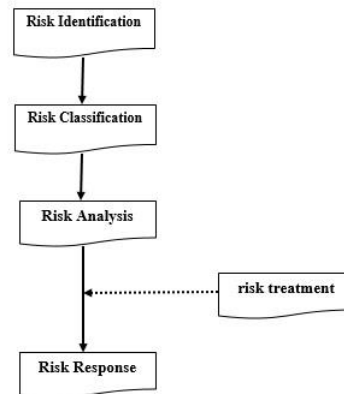 Risk Identification
Risk Classification
Risk Analysis
risk treatment
Risk Response